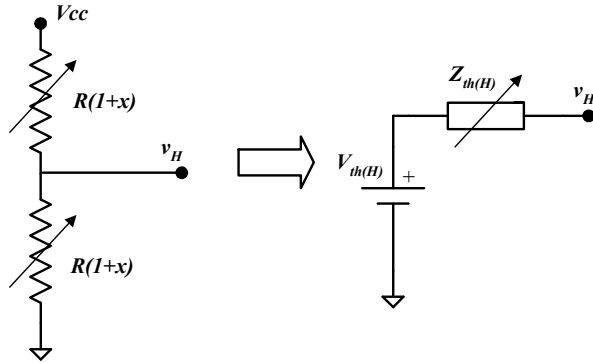 Vcc
R(1+x)
v_H
R(1+x)
Z_th(H)
v_H
V_th(H)
+